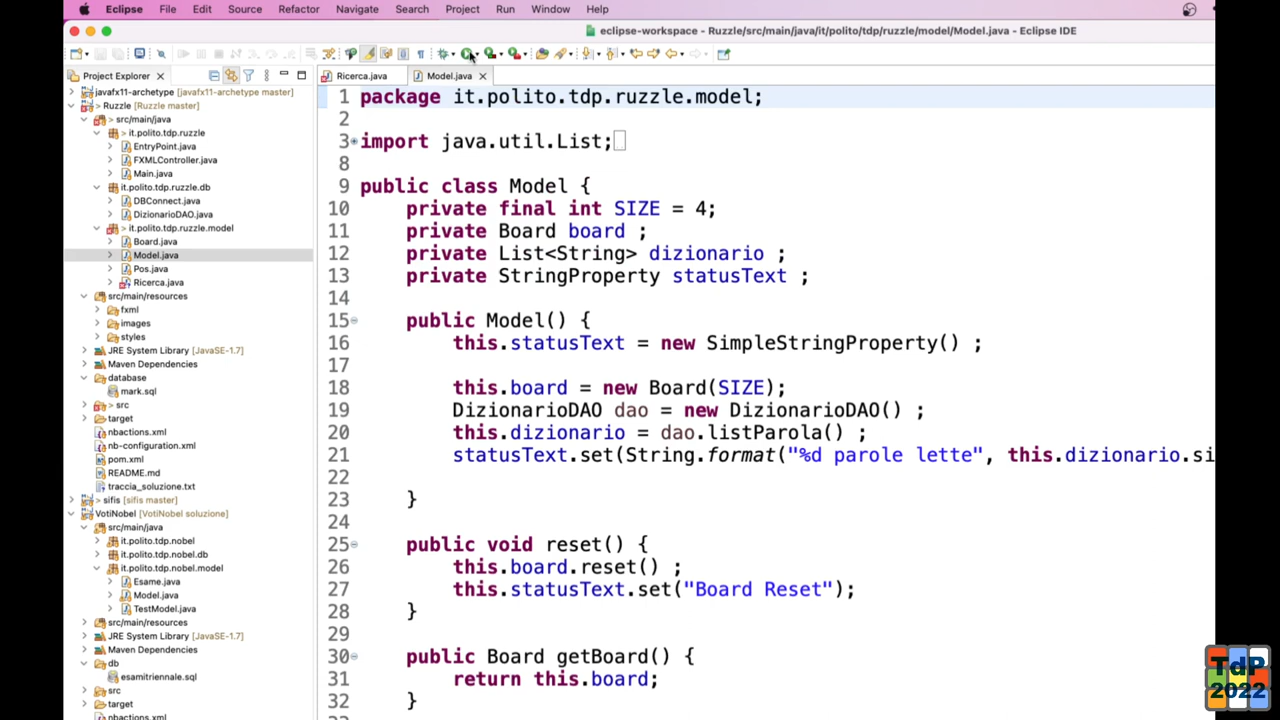 Eclipse File Edit Source Refactor Navigate Search Project Run Window Help
eclipse-workspace - Ruzzle/src/main/java/it/polito/tdp/ruzzle/model/Model.java - Eclipse IDE
Project Explorer
Ricerca.java
Model.java
javafx11-archetype [javafx11-archetype master]
> Ruzzle [Ruzzle master]
> src/main/java
> it.polito.tdp.ruzzle
EntryPoint.java
FXMLController.java
Main.java
it.polito.tdp.ruzzle.db
DBConnect.java
DizionarioDAO.java
> it.polito.tdp.ruzzle.model
Board.java
Model.java
Pos.java
Ricerca.java
src/main/resources
fxml
images
styles
JRE System Library [JavaSE-1.7]
Maven Dependencies
database
mark.sql
> src
target
nbactions.xml
nb-configuration.xml
pom.xml
README.md
traccia_soluzione.txt
> sifis [sifis master]
VotiNobel [VotiNobel soluzione]
src/main/java
it.polito.tdp.nobel
it.polito.tdp.nobel.db
it.polito.tdp.nobel.model
Esame.java
Model.java
TestModel.java
src/main/resources
JRE System Library [JavaSE-1.7]
Maven Dependencies
db
esamitriennale.sql
src
target
nbactions.xml
1 package it.polito.tdp.ruzzle.model;
2
3 import java.util.List;
8
9 public class Model {
10 private final int SIZE = 4;
11 private Board board ;
12 private List<String> dizionario ;
13 private StringProperty statusText ;
14
15 public Model() {
16 this.statusText = new SimpleStringProperty() ;
17
18 this.board = new Board(SIZE);
19 DizionarioDAO dao = new DizionarioDAO() ;
20 this.dizionario = dao.listParola() ;
21 statusText.set(String.format("%d parole lette", this.dizionario.si
22
23 }
24
25 public void reset() {
26 this.board.reset() ;
27 this.statusText.set("Board Reset");
28 }
29
30 public Board getBoard() {
31 return this.board;
32 }
TdP
2022